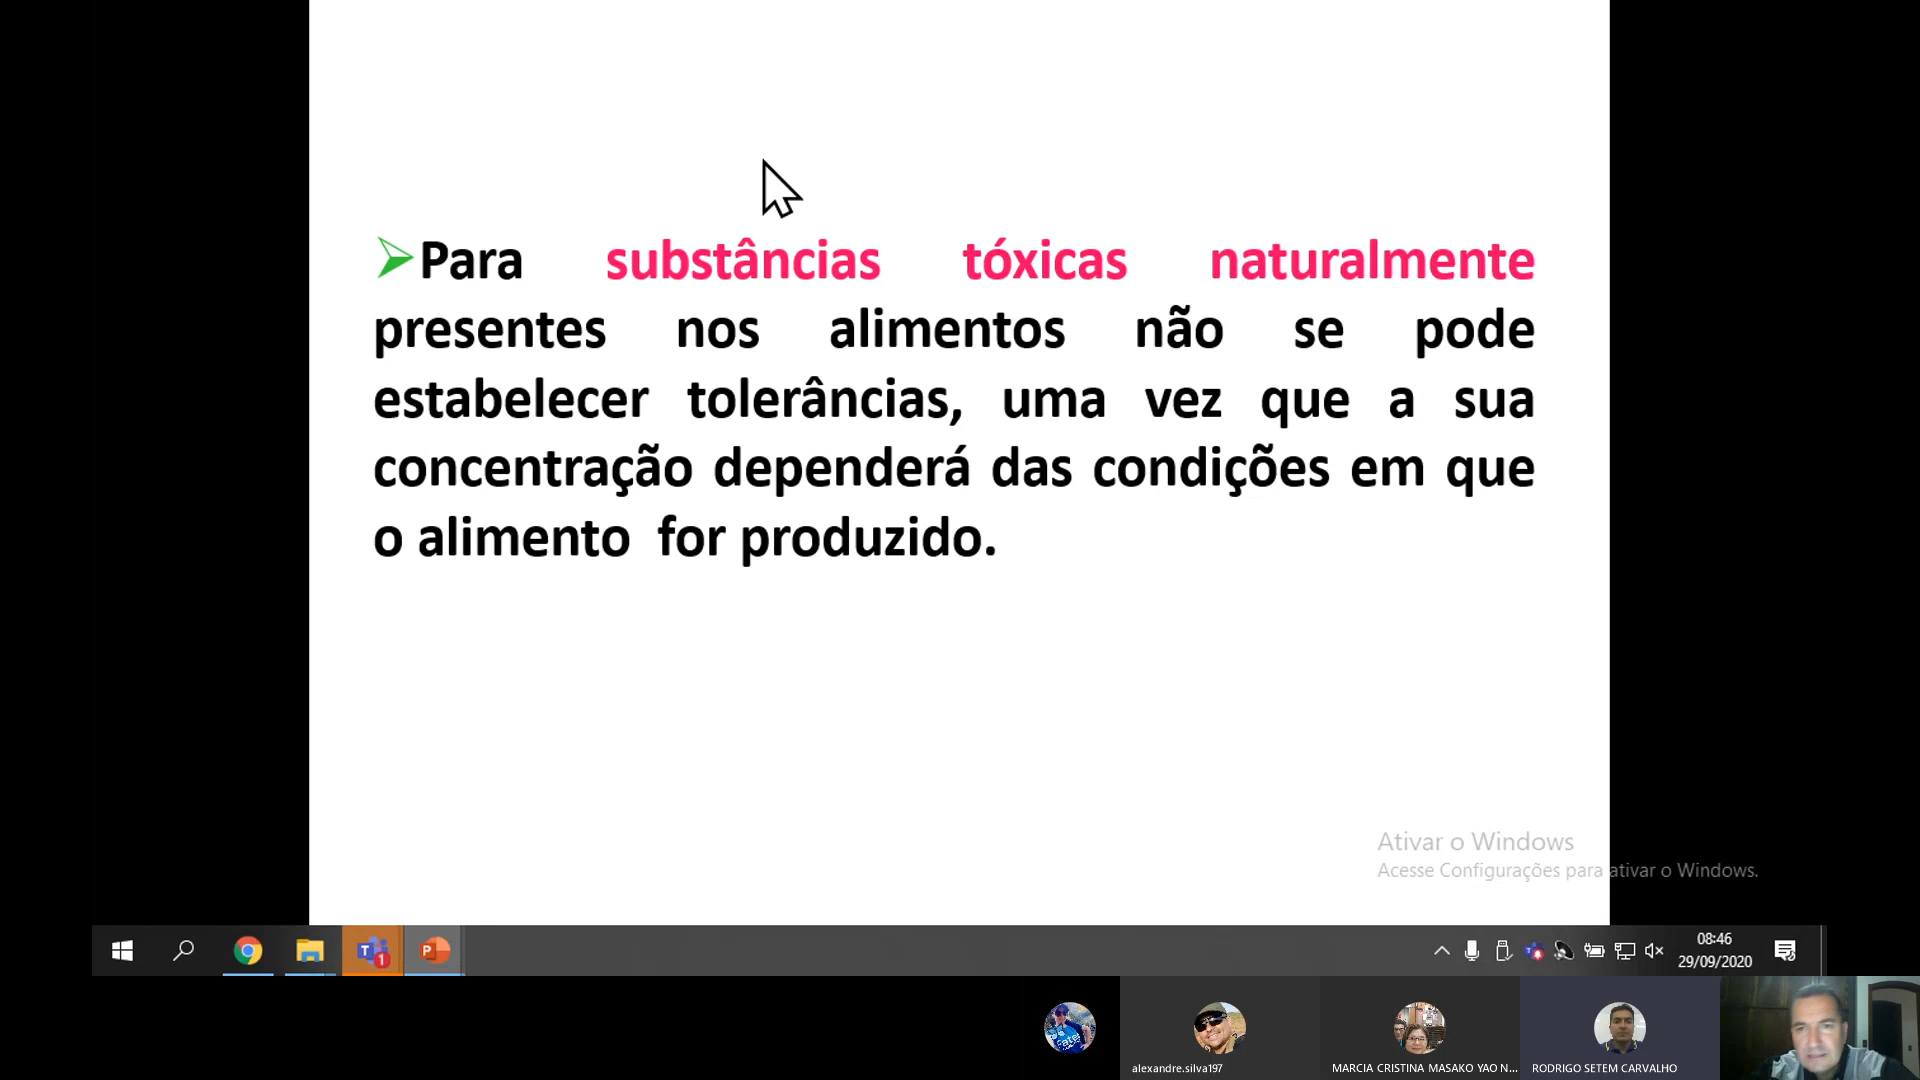 Para substâncias tóxicas naturalmente
presentes nos alimentos não se pode
estabelecer tolerâncias, uma vez que a sua
concentração dependerá das condições em que
o alimento for produzido.
Ativar o Windows
Acesse Configurações para ativar o Windows.
T 1
P
08:46
29/09/2020
alexandre.silva197
MARCIA CRISTINA MASAKO YAO N...
RODRIGO SETEM CARVALHO